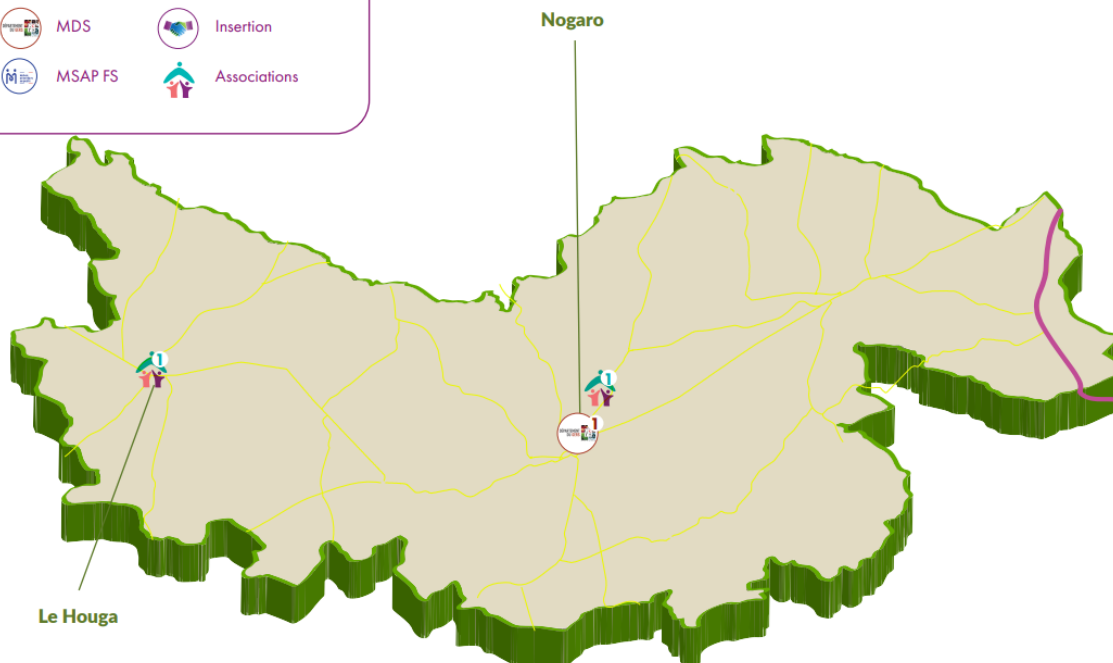 MDS
Insertion
MSAP FS
Associations
Nogaro
1
1
1
Le Houga